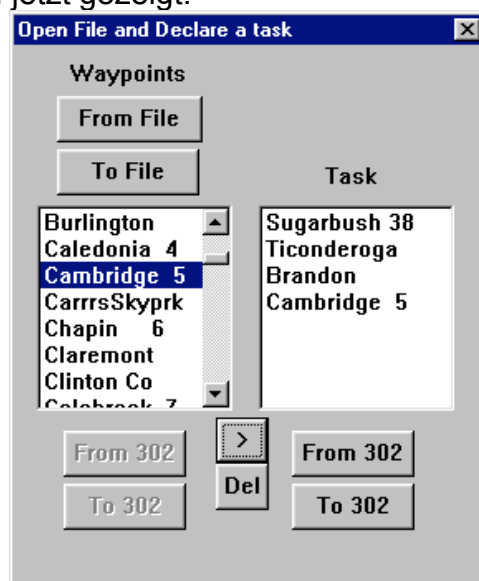 jetzt gezeigt.
Open File and Declare a task
Waypoints
From File
To File
Task
Burlington
Caledonia 4
Cambridge 5
CarrrsSkyprk
Chapin 6
Claremont
Clinton Co
Colebrook 7
Sugarbush 38
Ticonderoga
Brandon
Cambridge 5
From 302
To 302
>
Del
From 302
To 302